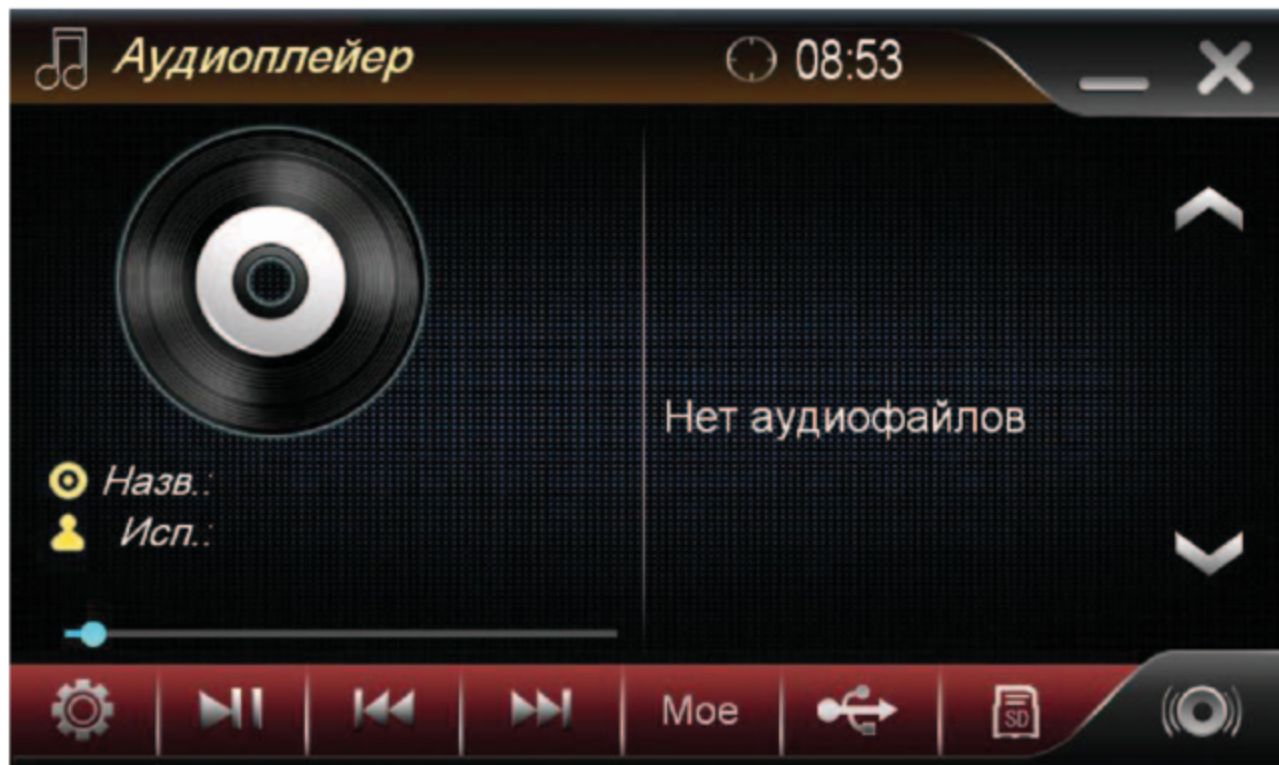 Аудиоплейер
08:53
Нет аудиофайлов
Назв.:
Исп.:
Мое
SD